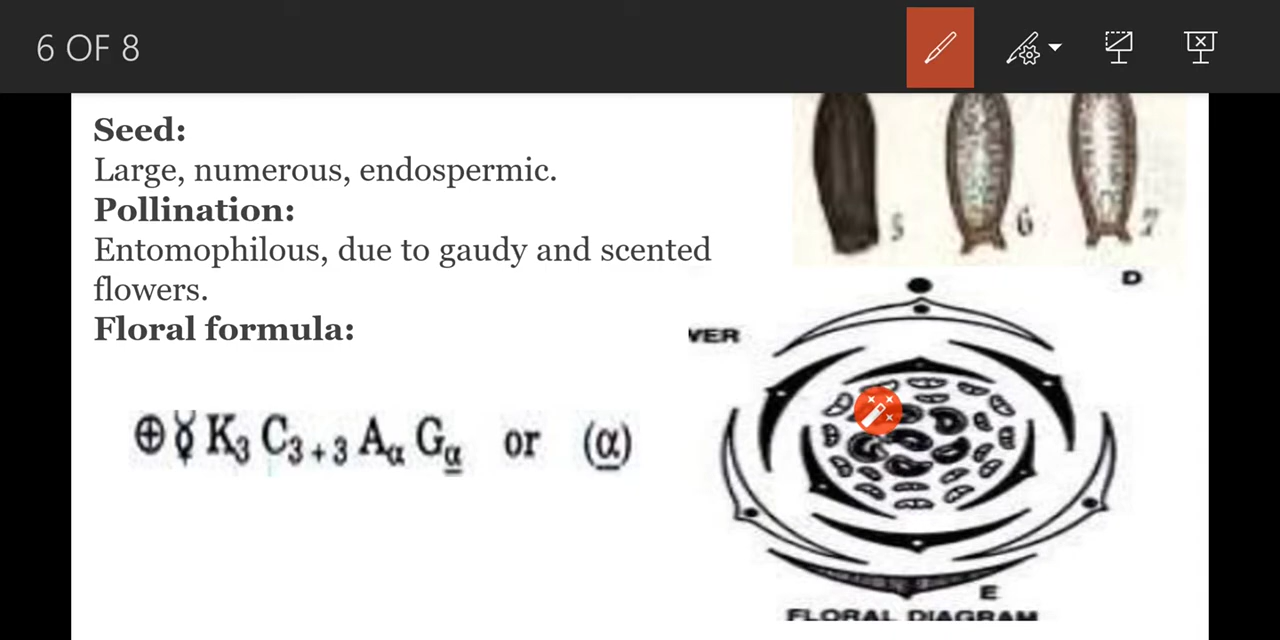 6 OF 8
Seed:
Large, numerous, endospermic.
Pollination:
Entomophilous, due to gaudy and scented
flowers.
Floral formula:
⊕ ⚥ K3 C3+3 Aα Gα or (α)
5 6 7
D
VER
E
FLORAL DIAGRAM